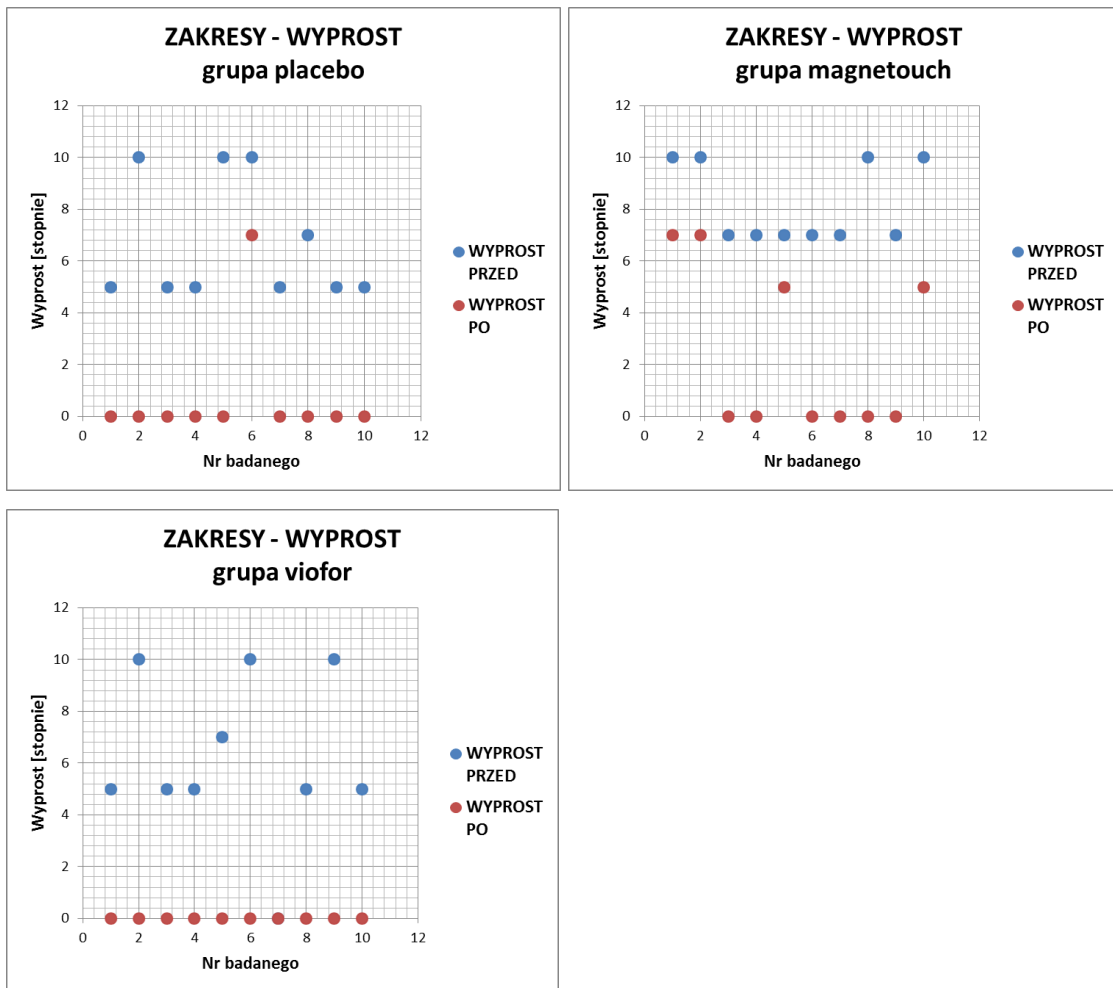 ZAKRESY - WYPROST
grupa placebo
12
10
8
6
4
2
0
0
2
4
6
8
10
12
Wyprost [stopnie]
Nr badanego
WYPROST
PRZED
WYPROST
PO
ZAKRESY - WYPROST
grupa magnetouch
12
10
8
6
4
2
0
0
2
4
6
8
10
12
Wyprost [stopnie]
Nr badanego
WYPROST
PRZED
WYPROST
PO
ZAKRESY - WYPROST
grupa viofor
12
10
8
6
4
2
0
0
2
4
6
8
10
12
Wyprost [stopnie]
Nr badanego
WYPROST
PRZED
WYPROST
PO